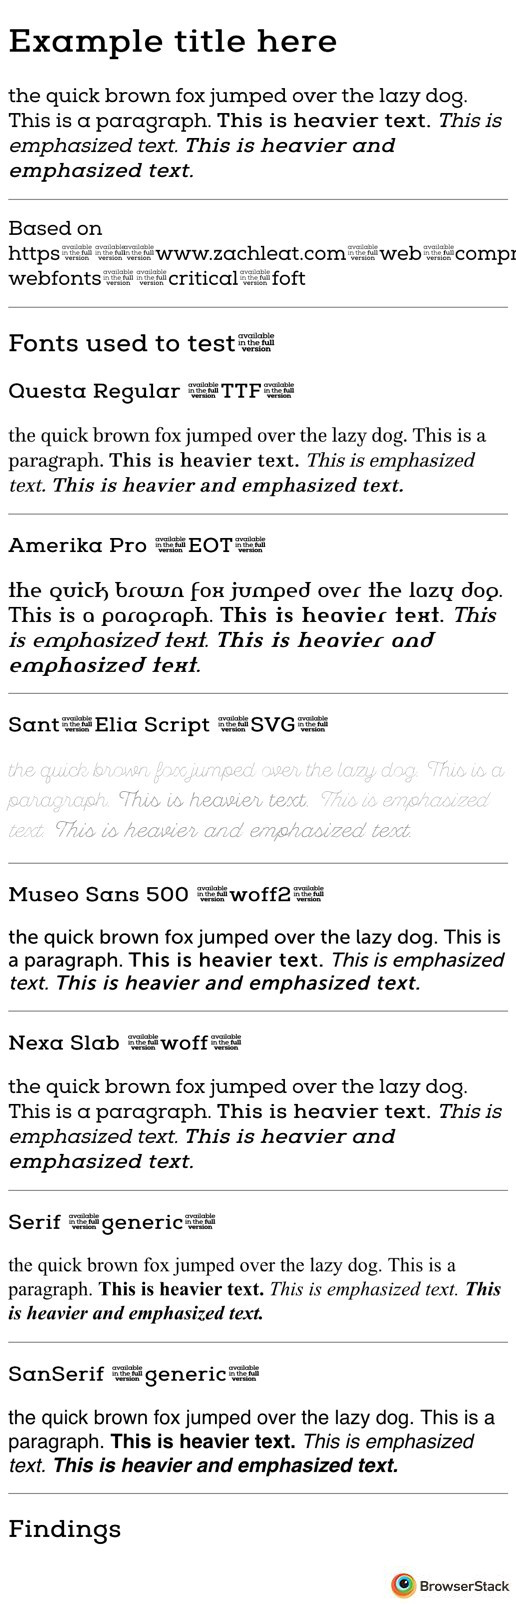 Example title here
the quick brown fox jumped over the lazy dog.
This is a paragraph. This is heavier text. This is
emphasized text. This is heavier and
emphasized text.
Based on
https available in the full version available in the full version available in the full version www.zachleat.com available in the full version web available in the full version compr
webfonts available in the full version available in the full version critical available in the full version foft
Fonts used to test available in the full version
Questa Regular available in the full version TTF available in the full version
the quick brown fox jumped over the lazy dog. This is a
paragraph. This is heavier text. This is emphasized
text. This is heavier and emphasized text.
Amerika Pro available in the full version EOT available in the full version
the quick brown fox jumped over the lazy dog.
This is a paragraph. This is heavier text. This
is emphasized text. This is heavier and
emphasized text.
Sant available in the full version Elia Script available in the full version SVG available in the full version
the quick brown fox jumped over the lazy dog. This is a
paragraph. This is heavier text. This is emphasized
text. This is heavier and emphasized text.
Museo Sans 500 available in the full version woff2 available in the full version
the quick brown fox jumped over the lazy dog. This is
a paragraph. This is heavier text. This is emphasized
text. This is heavier and emphasized text.
Nexa Slab available in the full version woff available in the full version
the quick brown fox jumped over the lazy dog.
This is a paragraph. This is heavier text. This is
emphasized text. This is heavier and
emphasized text.
Serif available in the full version generic available in the full version
the quick brown fox jumped over the lazy dog. This is a
paragraph. This is heavier text. This is emphasized text. This
is heavier and emphasized text.
SanSerif available in the full version generic available in the full version
the quick brown fox jumped over the lazy dog. This is a
paragraph. This is heavier text. This is emphasized
text. This is heavier and emphasized text.
Findings
BrowserStack